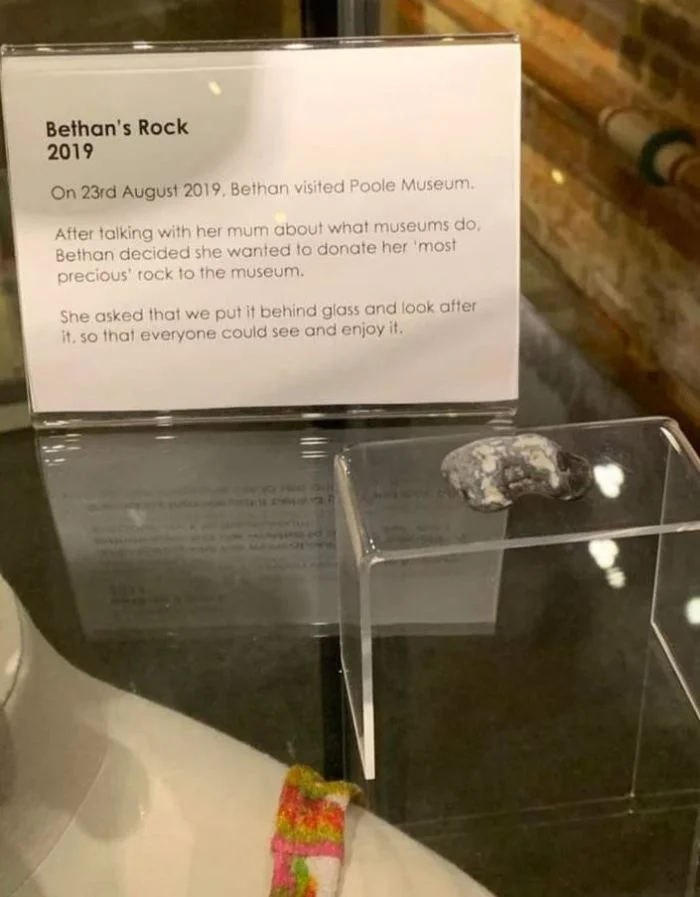 Bethan's Rock
2019
On 23rd August 2019, Bethan visited Poole Museum.
After talking with her mum about what museums do,
Bethan decided she wanted to donate her 'most
precious' rock to the museum.
She asked that we put it behind glass and look after
it, so that everyone could see and enjoy it.